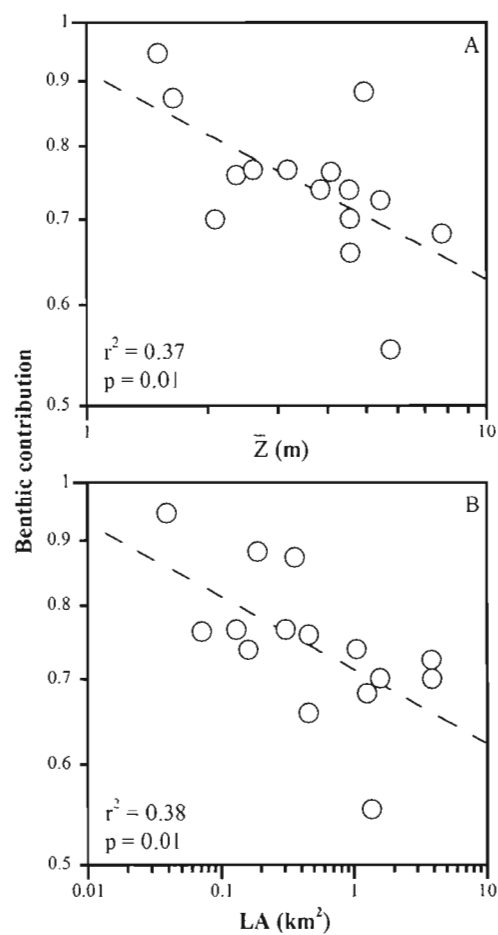 1
A
0.9
0.8
0.7
0.6
r² = 0.37
p = 0.01
0.5
1
10
Z̄ (m)
Benthic contribution
1
B
0.9
0.8
0.7
0.6
r² = 0.38
p = 0.01
0.5
0.01
0.1
1
10
LA (km²)